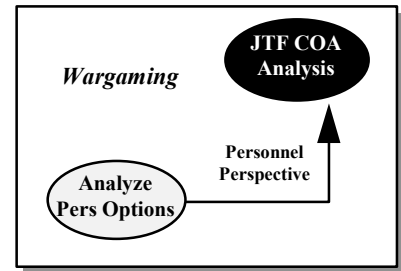 JTF COA
Analysis
Wargaming
Personnel
Perspective
Analyze
Pers Options